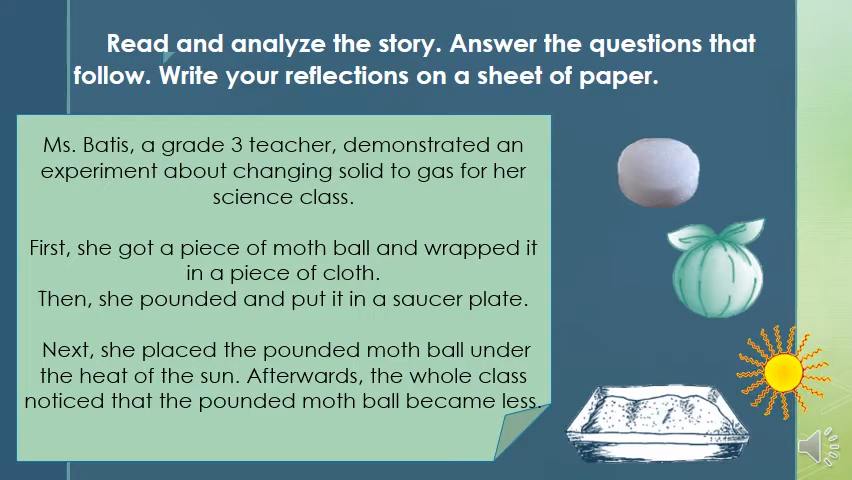 Read and analyze the story. Answer the questions that
follow. Write your reflections on a sheet of paper.
Ms. Batis, a grade 3 teacher, demonstrated an
experiment about changing solid to gas for her
science class.
First, she got a piece of moth ball and wrapped it
in a piece of cloth.
Then, she pounded and put it in a saucer plate.
Next, she placed the pounded moth ball under
the heat of the sun. Afterwards, the whole class
noticed that the pounded moth ball became less.